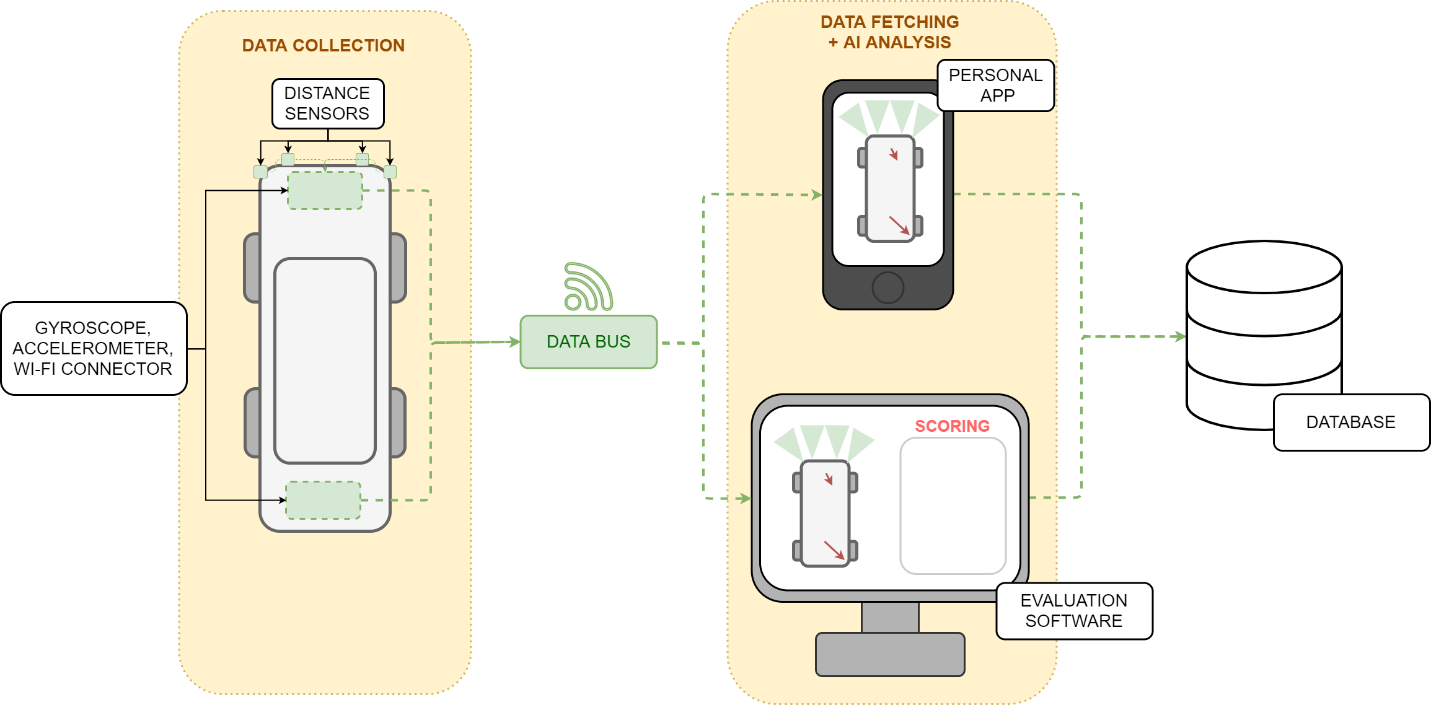 DATA COLLECTION
DISTANCE
SENSORS
GYROSCOPE,
ACCELEROMETER,
WI-FI CONNECTOR
DATA BUS
DATA FETCHING
+ AI ANALYSIS
PERSONAL
APP
SCORING
EVALUATION
SOFTWARE
DATABASE